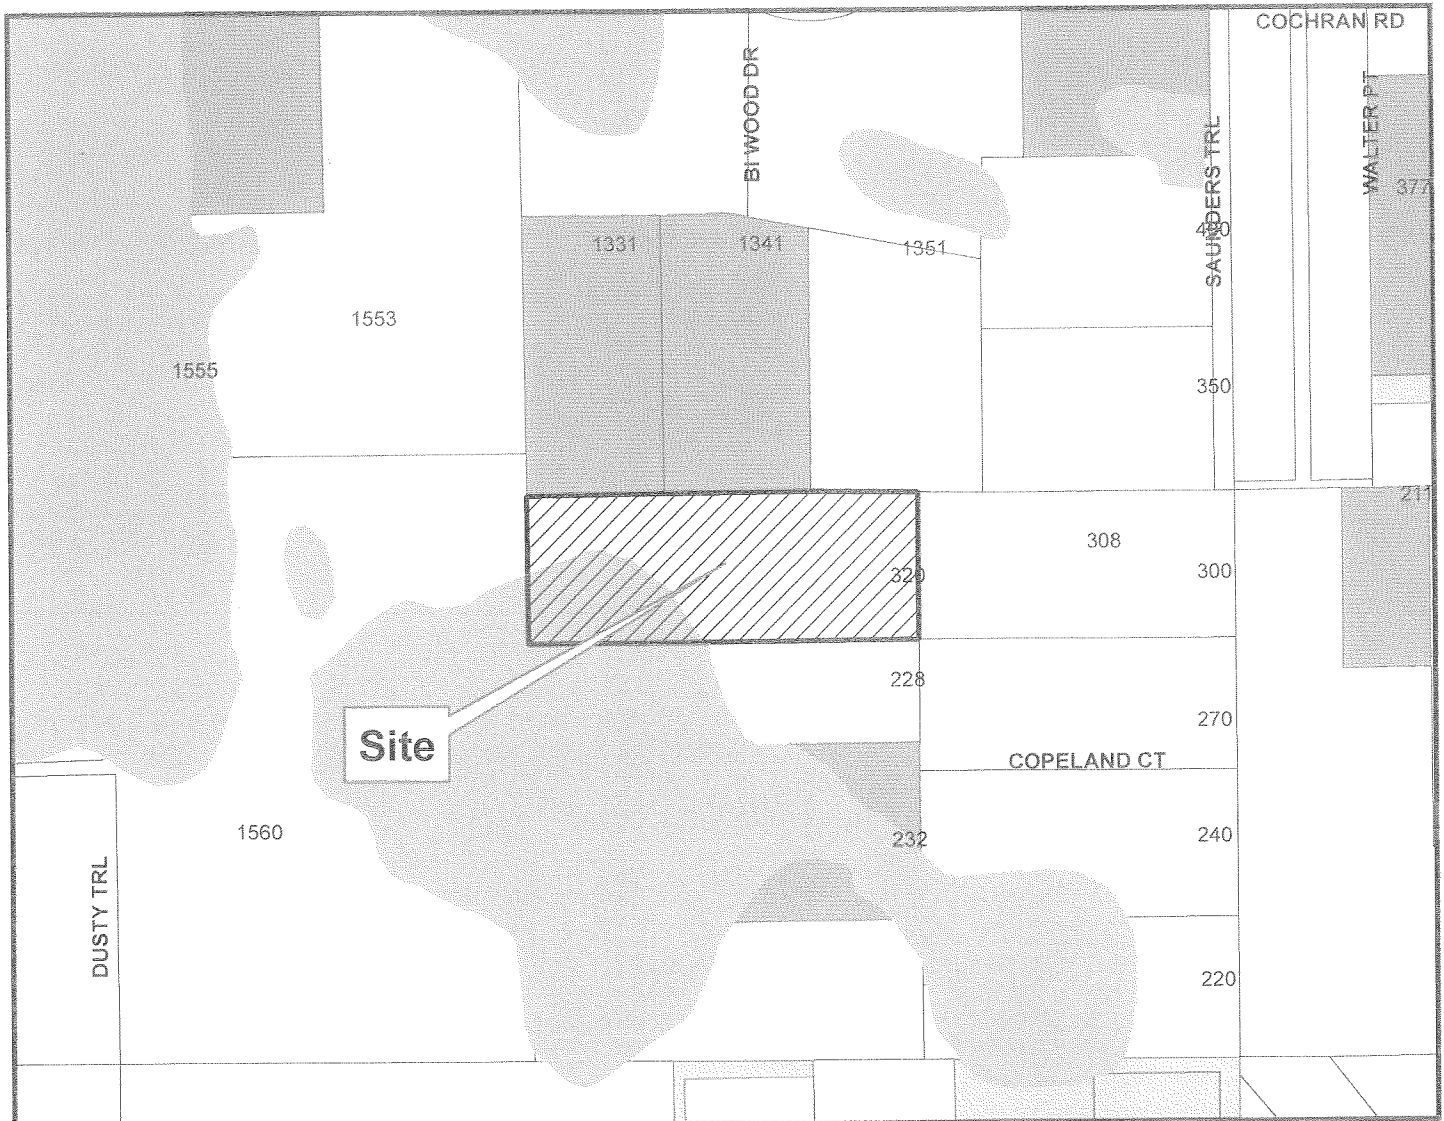 COCHRAN RD
BI WOOD DR
SAUNDERS TRL
WALTER PT
377
400
1331
1341
1351
1553
1555
350
211
308
300
320
228
270
Site
COPELAND CT
1560
232
240
DUSTY TRL
220